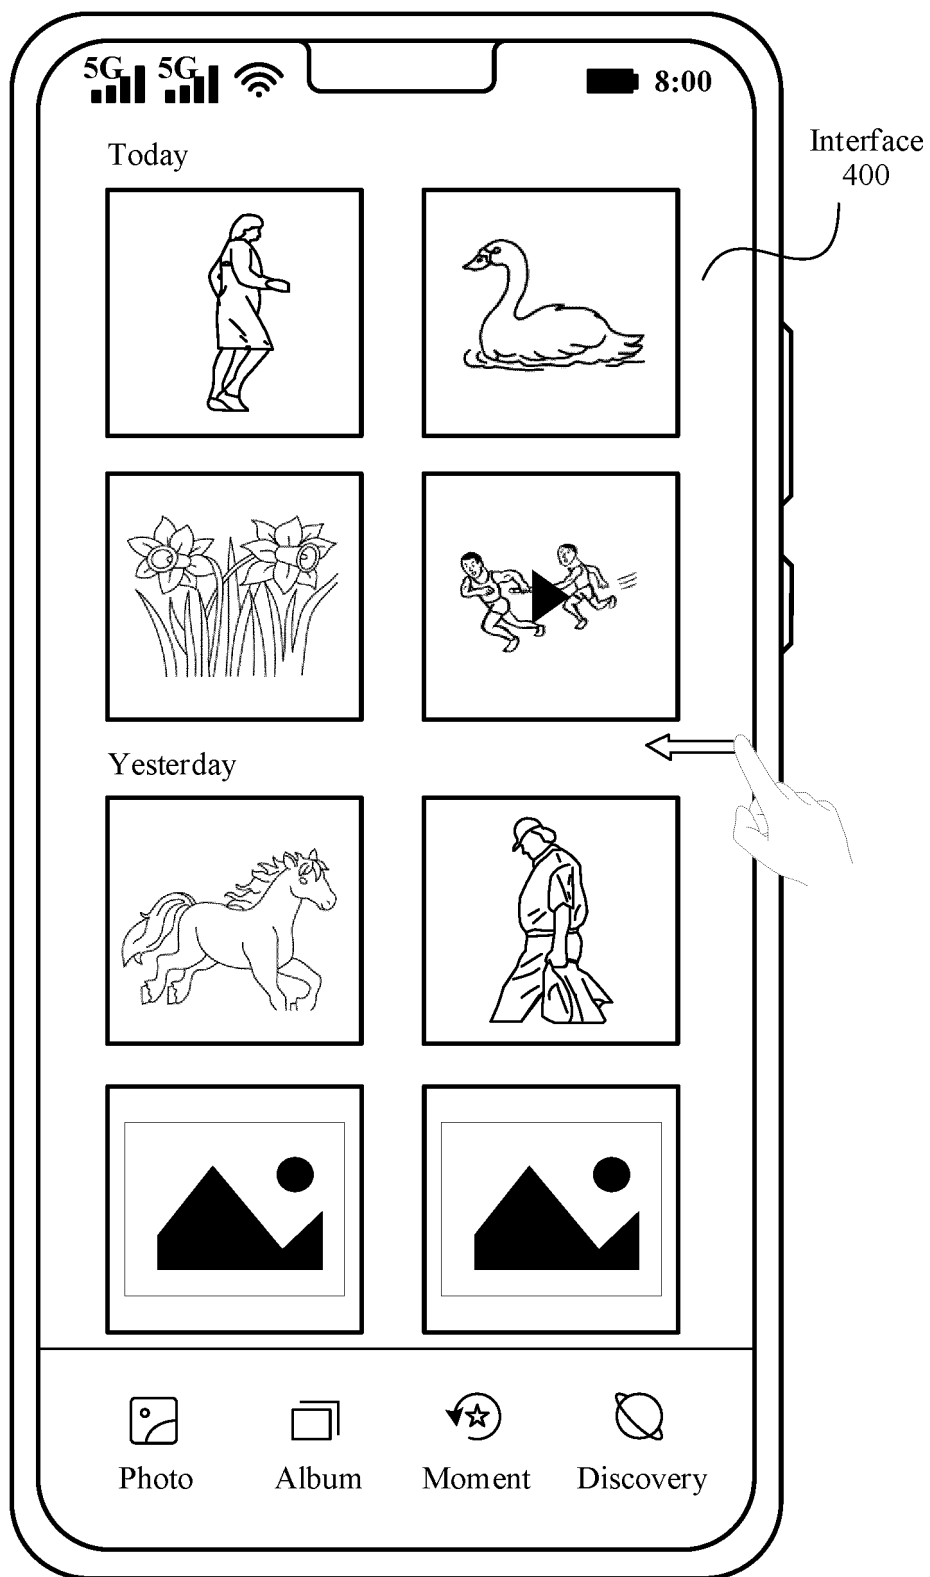 5G 5G 8:00
Today
Interface
400
Yesterday
Photo Album Moment Discovery